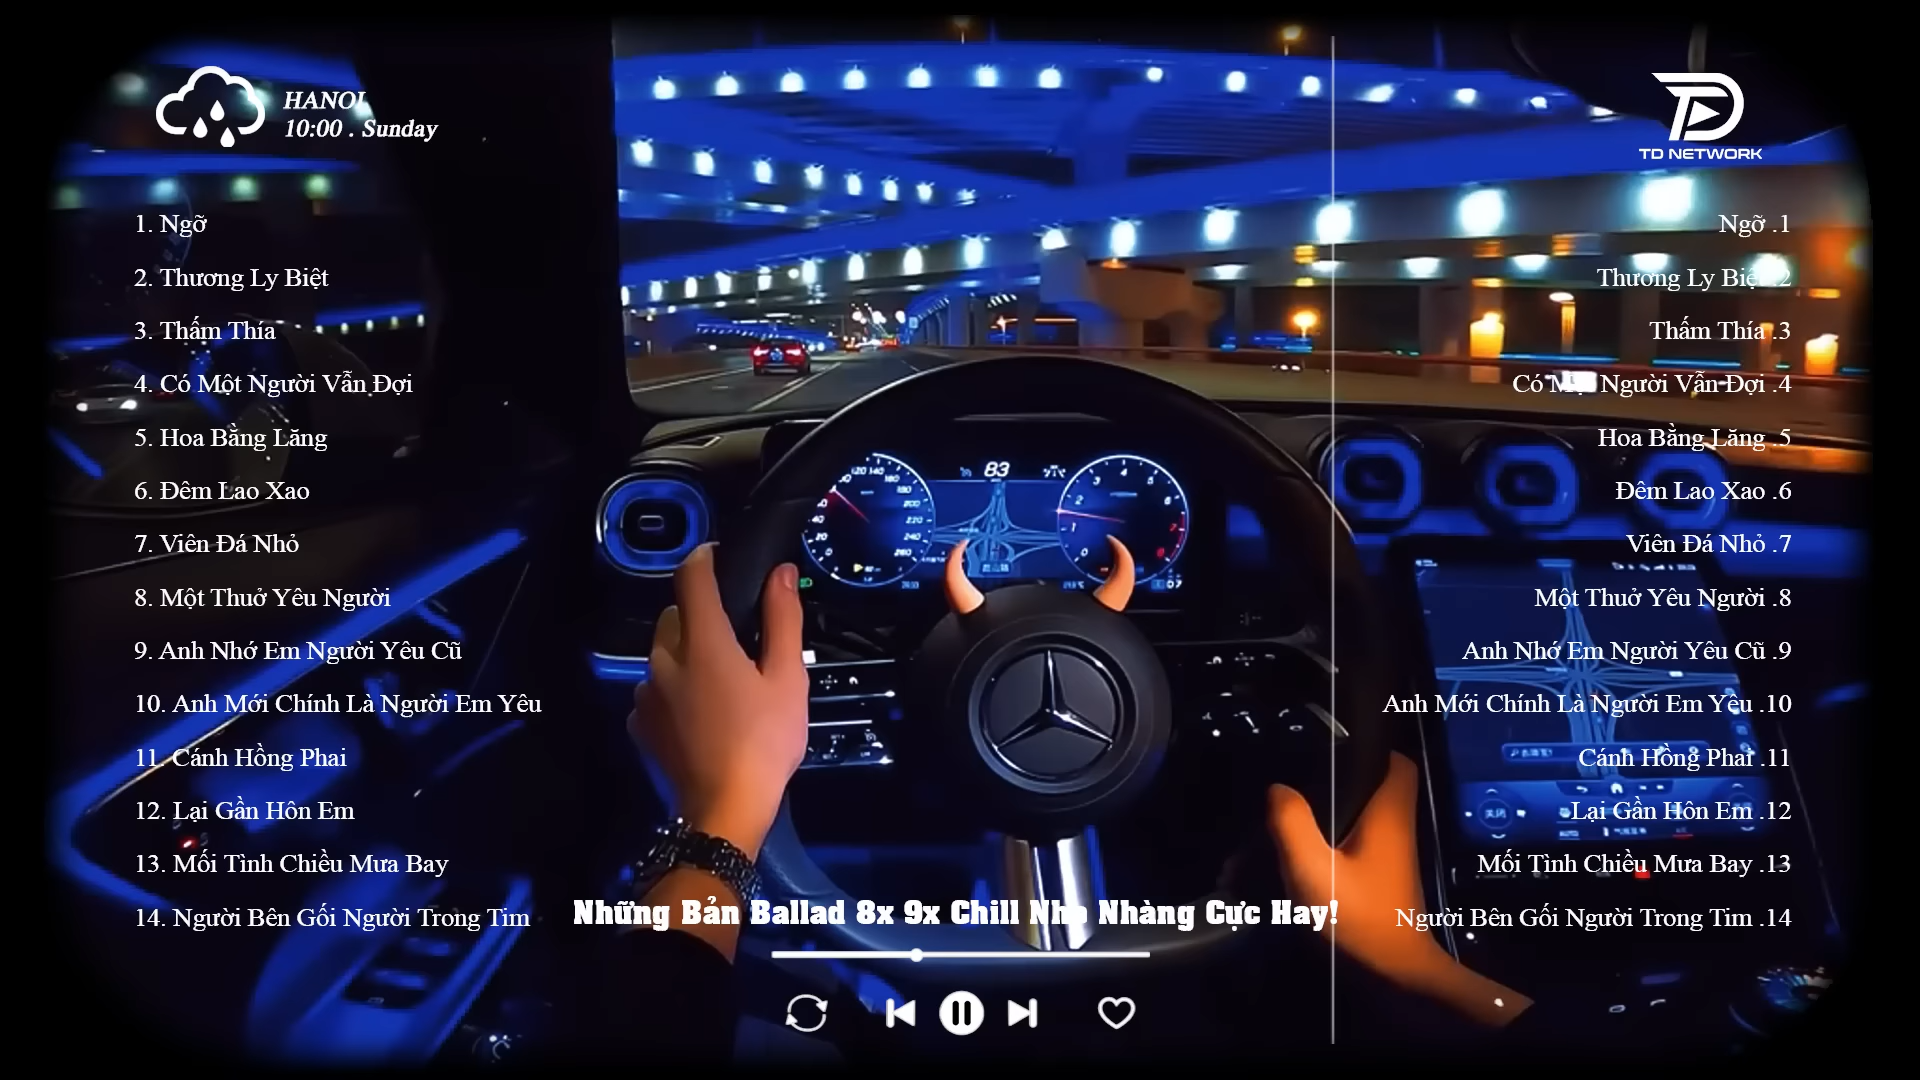 HANOI
10:00 . Sunday
TD NETWORK
1. Ngỡ
2. Thương Ly Biệt
3. Thấm Thía
4. Có Một Người Vẫn Đợi
5. Hoa Bằng Lăng
6. Đêm Lao Xao
7. Viên Đá Nhỏ
8. Một Thuở Yêu Người
9. Anh Nhớ Em Người Yêu Cũ
10. Anh Mới Chính Là Người Em Yêu
11. Cánh Hồng Phai
12. Lại Gần Hôn Em
13. Mối Tình Chiều Mưa Bay
14. Người Bên Gối Người Trong Tim
Ngỡ .1
Thương Ly Biệt .2
Thấm Thía .3
Có Một Người Vẫn Đợi .4
Hoa Bằng Lăng .5
Đêm Lao Xao .6
Viên Đá Nhỏ .7
Một Thuở Yêu Người .8
Anh Nhớ Em Người Yêu Cũ .9
Anh Mới Chính Là Người Em Yêu .10
Cánh Hồng Phai .11
Lại Gần Hôn Em .12
Mối Tình Chiều Mưa Bay .13
Người Bên Gối Người Trong Tim .14
83
Những Bản Ballad 8x 9x Chill Nhẹ Nhàng Cực Hay!